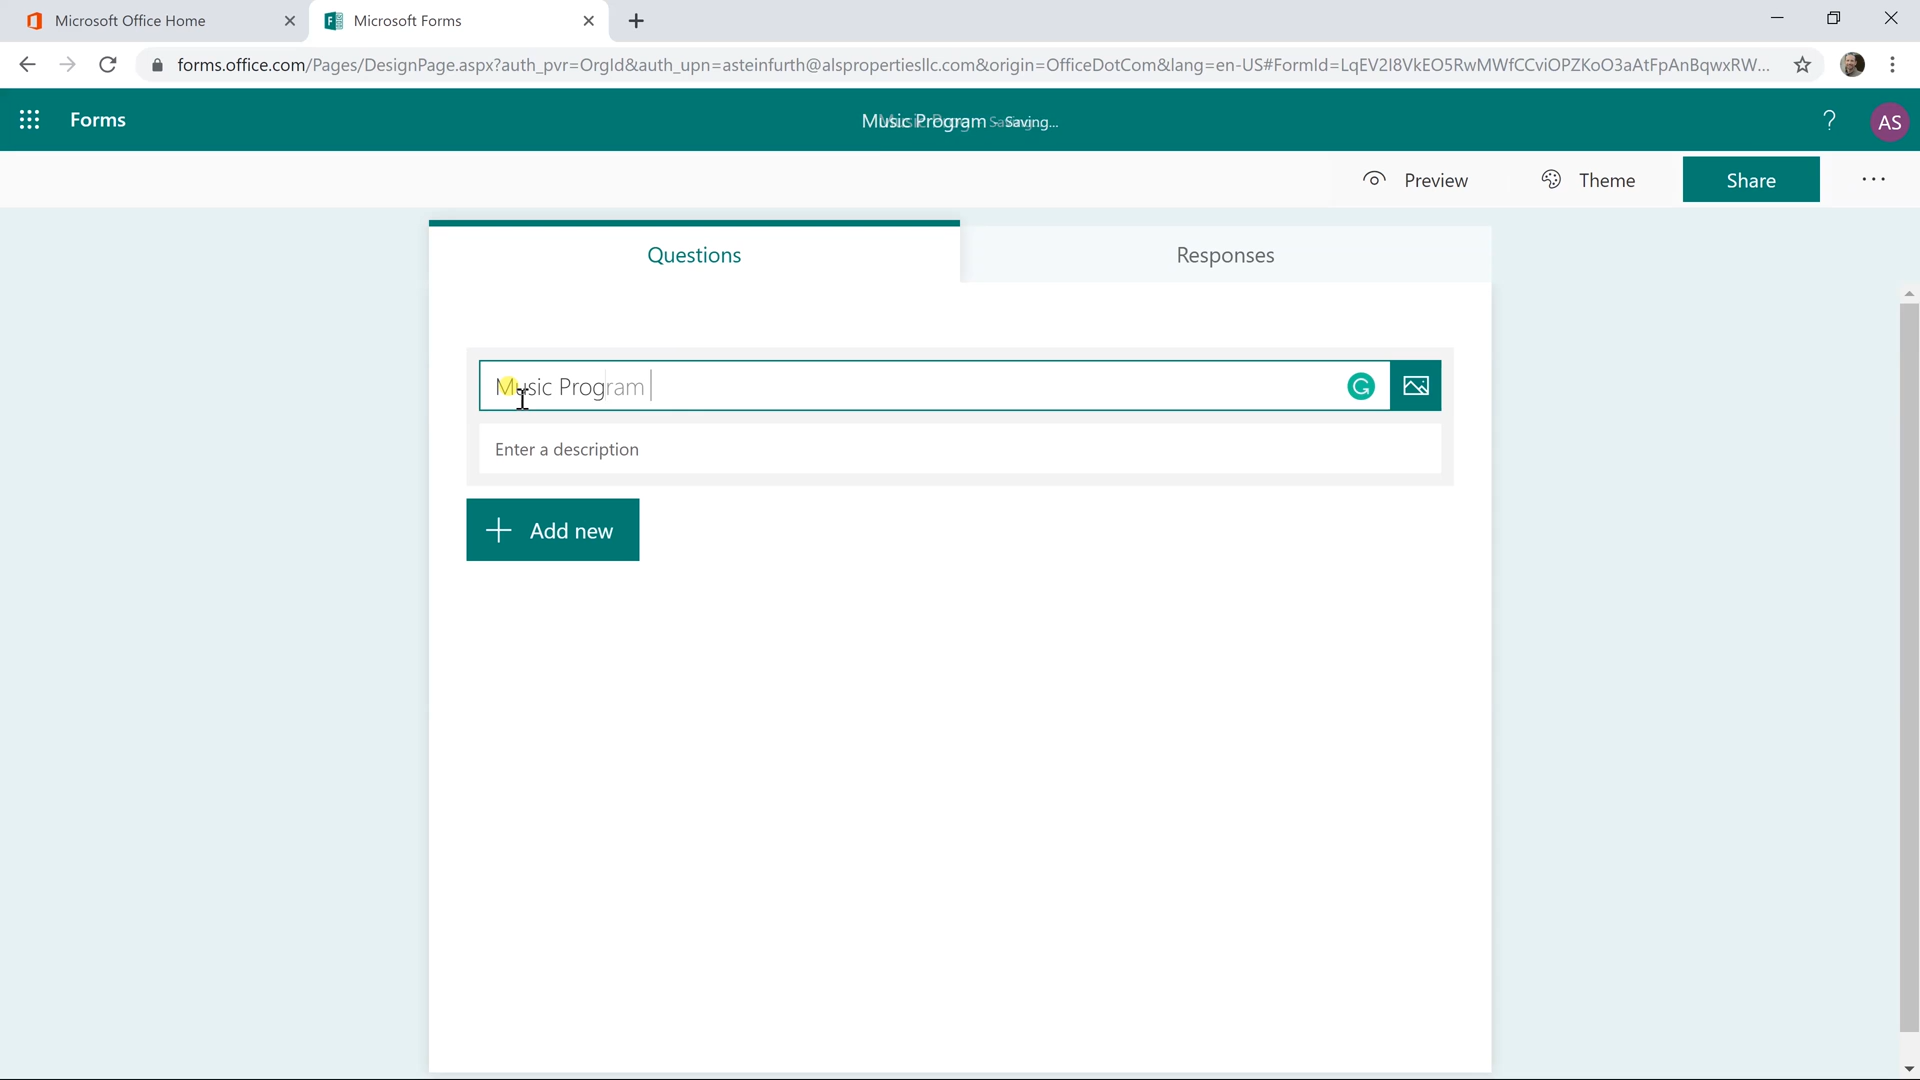 Microsoft Office Home
Microsoft Forms
forms.office.com/Pages/DesignPage.aspx?auth_pvr=OrgId&auth_upn=asteinfurth@alspropertiesllc.com&origin=OfficeDotCom&lang=en-US#FormId=LqEV2I8VkEO5RwMWfCCviOPZKoO3aAtFpAnBqwxRW...
Forms
Music Program - Saving...
?
AS
Preview
Theme
Share
Questions
Responses
Music Program
G
Enter a description
Add new